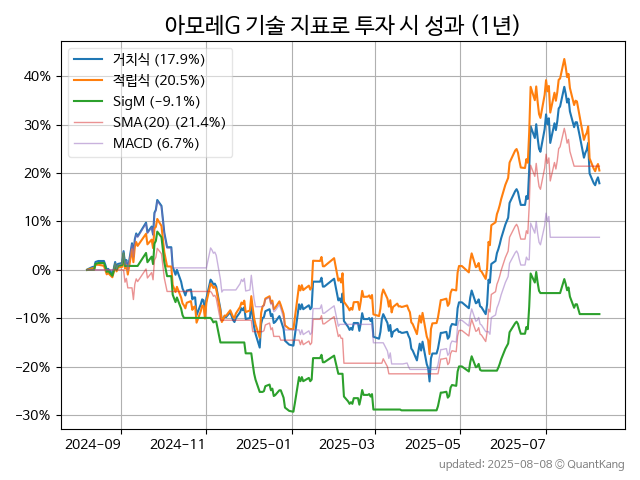 아모레G 기술 지표로 투자 시 성과 (1년)
거치식 (17.9%)
적립식 (20.5%)
SigM (−9.1%)
SMA(20) (21.4%)
MACD (6.7%)
40%
30%
20%
10%
0%
−10%
−20%
−30%
2024-09
2024-11
2025-01
2025-03
2025-05
2025-07
updated: 2025-08-08 © QuantKang